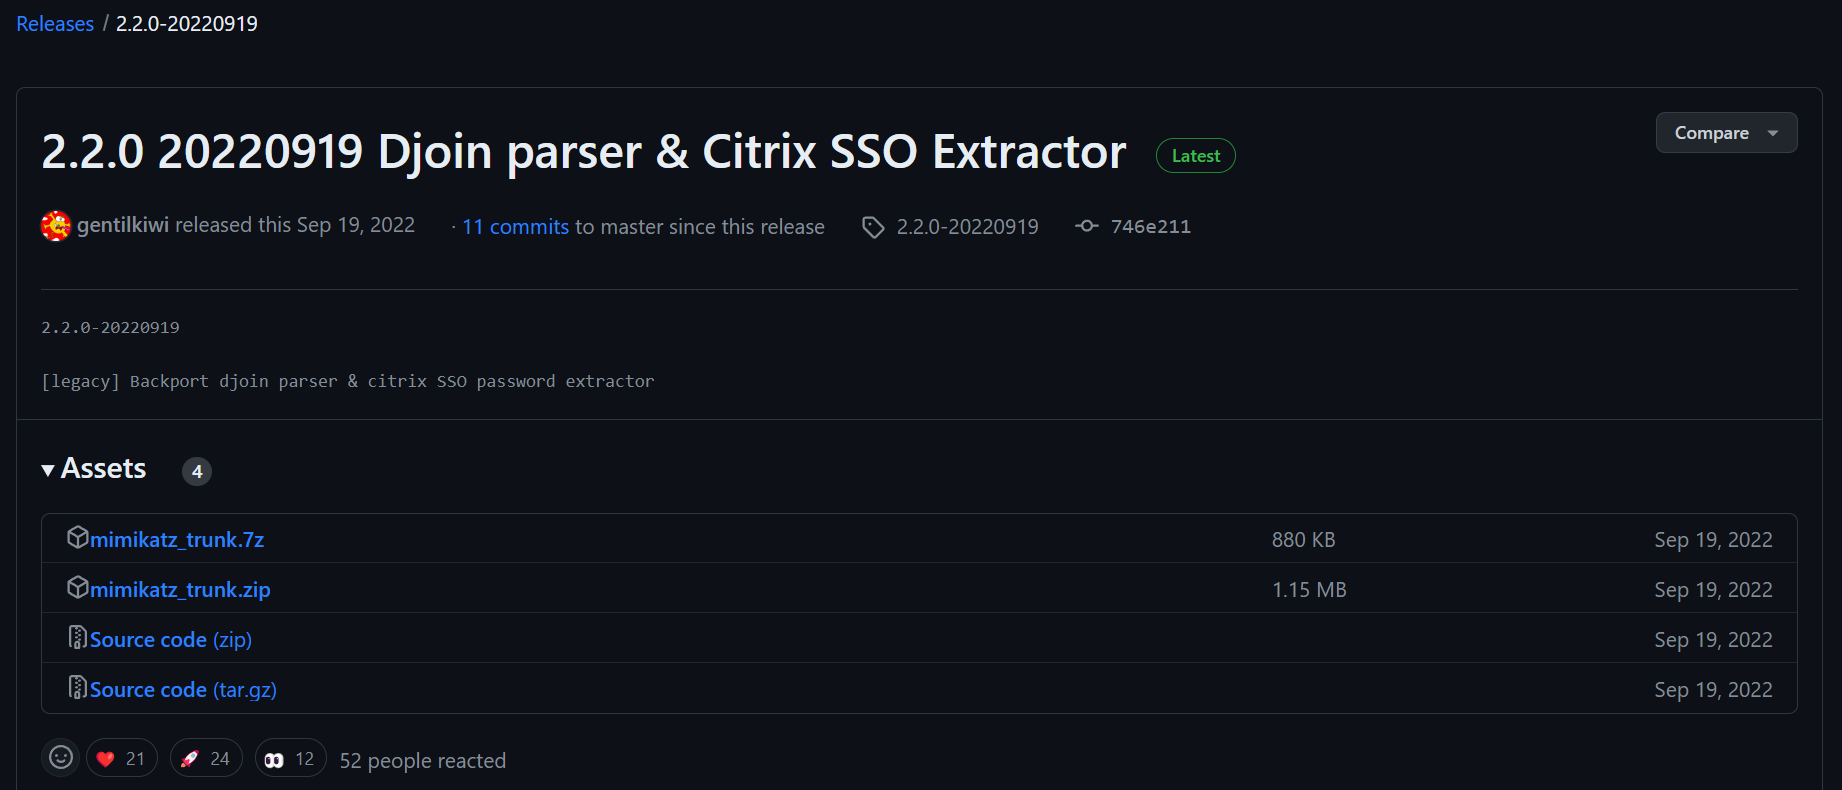 Releases / 2.2.0-20220919
2.2.0 20220919 Djoin parser & Citrix SSO Extractor Latest
Compare
gentilkiwi released this Sep 19, 2022 · 11 commits to master since this release 2.2.0-20220919 746e211
2.2.0-20220919
[legacy] Backport djoin parser & citrix SSO password extractor
Assets 4
mimikatz_trunk.7z 880 KB Sep 19, 2022
mimikatz_trunk.zip 1.15 MB Sep 19, 2022
Source code (zip) Sep 19, 2022
Source code (tar.gz) Sep 19, 2022
21 24 12 52 people reacted